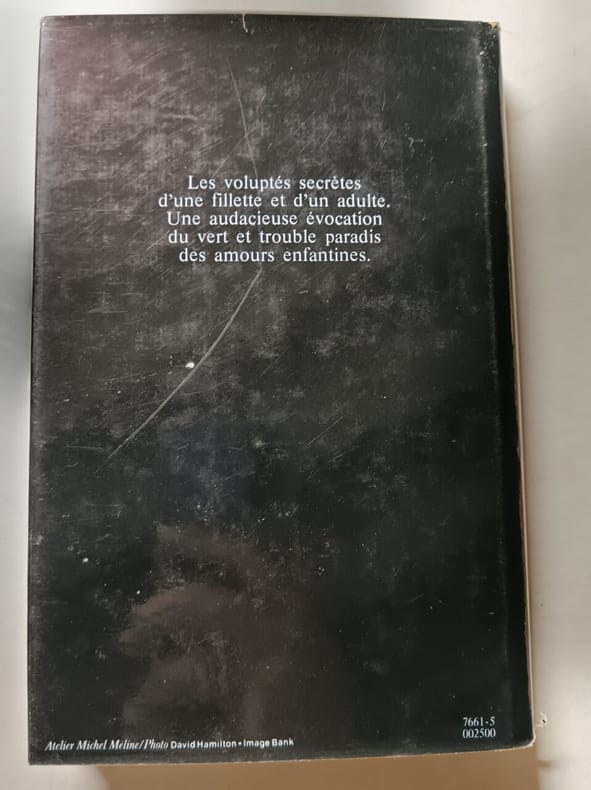 Les voluptés secrètes
d'une fillette et d'un adulte.
Une audacieuse évocation
du vert et trouble paradis
des amours enfantines.
7661-5
002500
Atelier Michel Méline/Photo David Hamilton • Image Bank